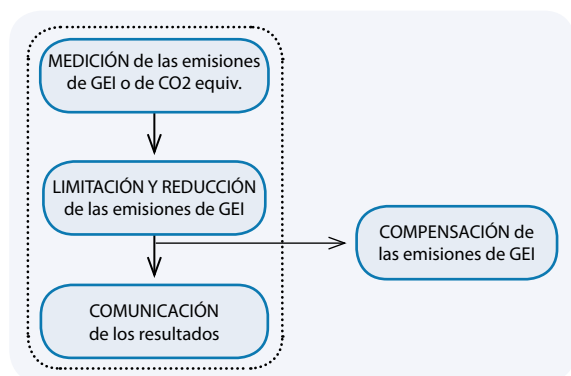 MEDICIÓN de las emisiones
de GEI o de CO2 equiv.
LIMITACIÓN Y REDUCCIÓN
de las emisiones de GEI
COMPENSACIÓN de
las emisiones de GEI
COMUNICACIÓN
de los resultados